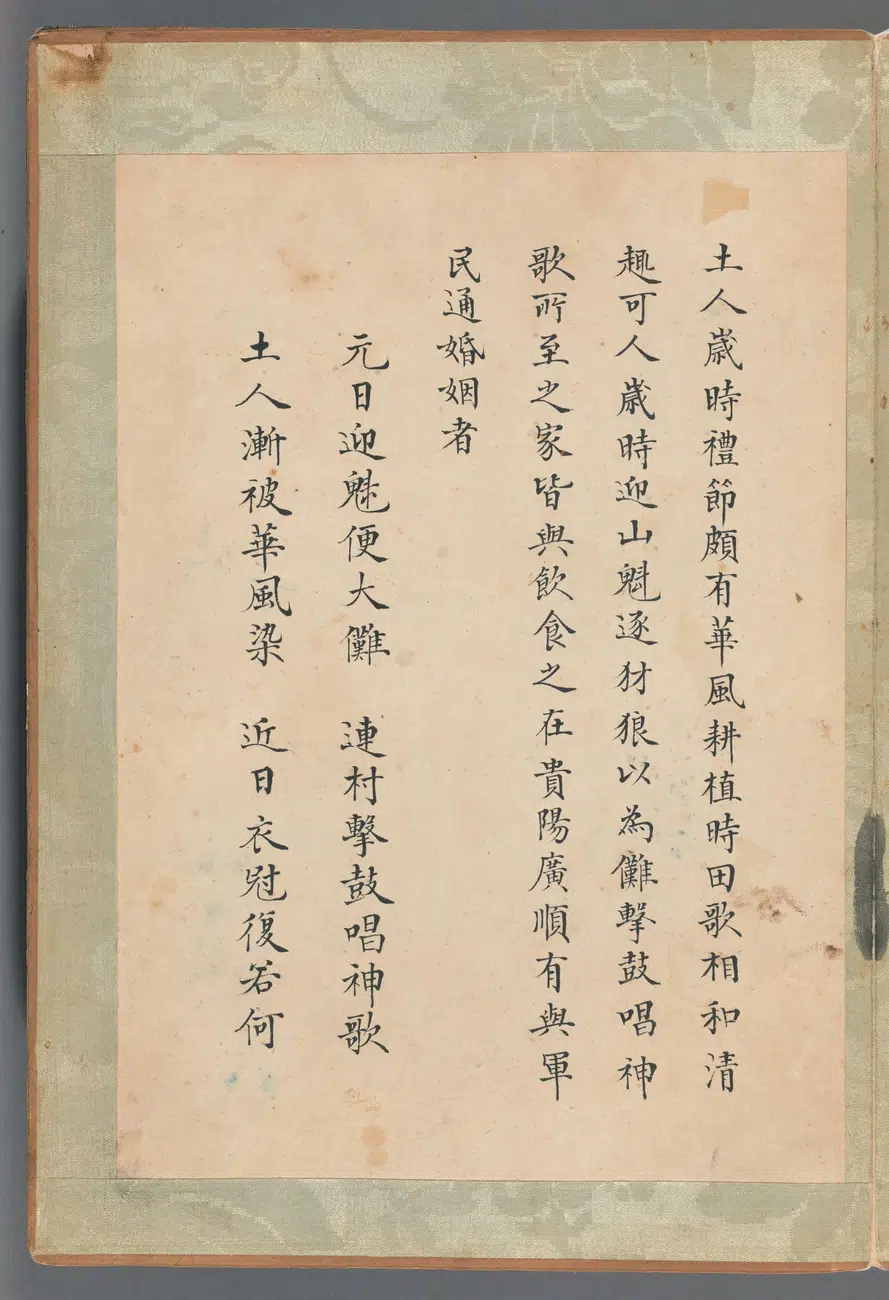 土人歲時禮節頗有華風耕植時田歌相和清
趣可人歲時迎山魈逐犲狼以為儺擊鼓唱神
歌所至之家皆與飲食之在貴陽廣順有與軍
民通婚姻者
元日迎魈便大儺　連村擊鼓唱神歌
土人漸被華風染　近日衣冠復若何